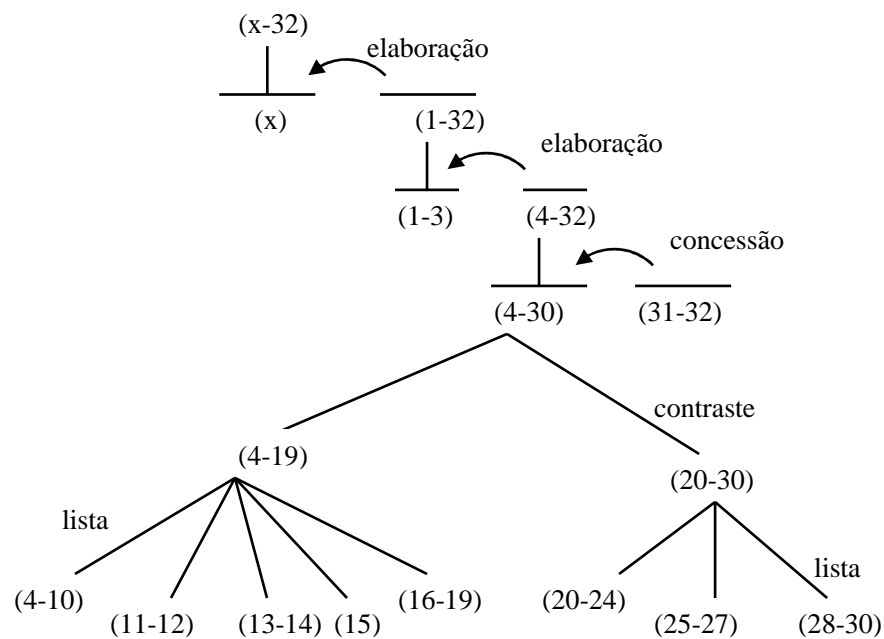 (x-32)
elaboração
(x)
(1-32)
elaboração
(1-3)
(4-32)
concessão
(4-30)
(31-32)
contraste
(4-19)
(20-30)
lista
lista
(4-10)
(11-12)
(13-14)
(15)
(16-19)
(20-24)
(25-27)
(28-30)